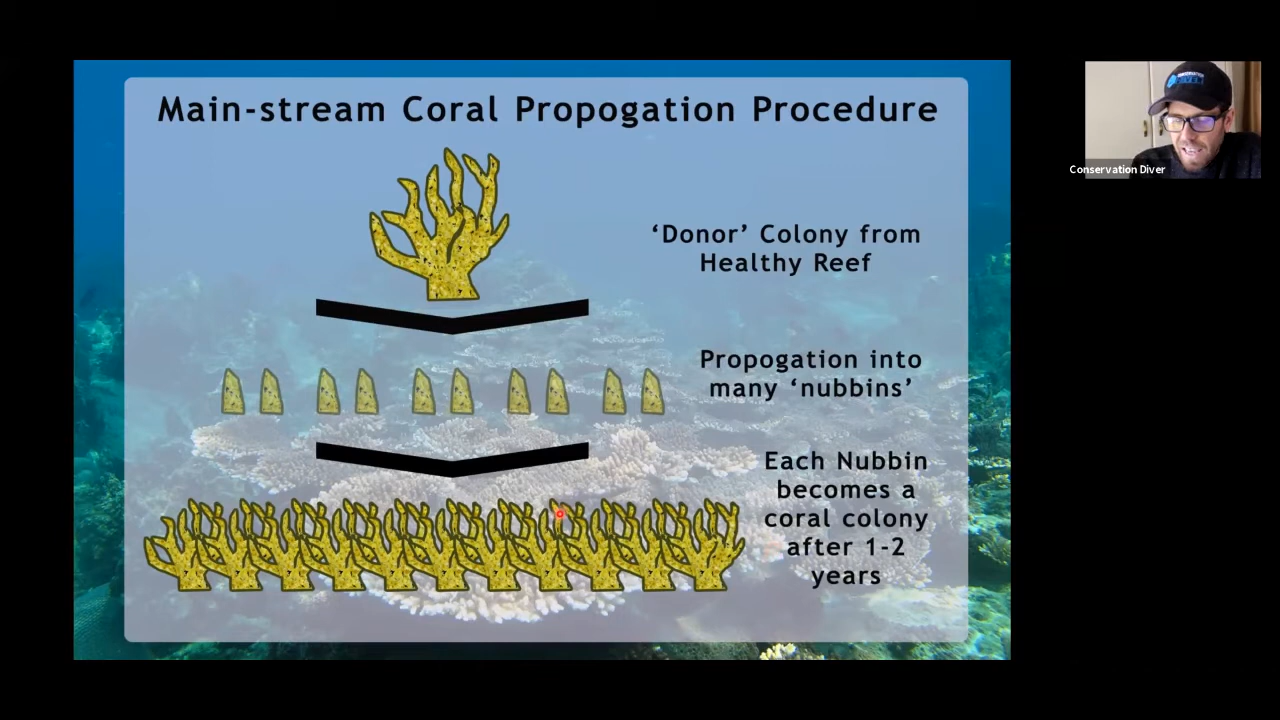 Main-stream Coral Propogation Procedure
‘Donor’ Colony from
Healthy Reef
Propogation into
many ‘nubbins’
Each Nubbin
becomes a
coral colony
after 1-2
years
CONSERVATION
Conservation Diver